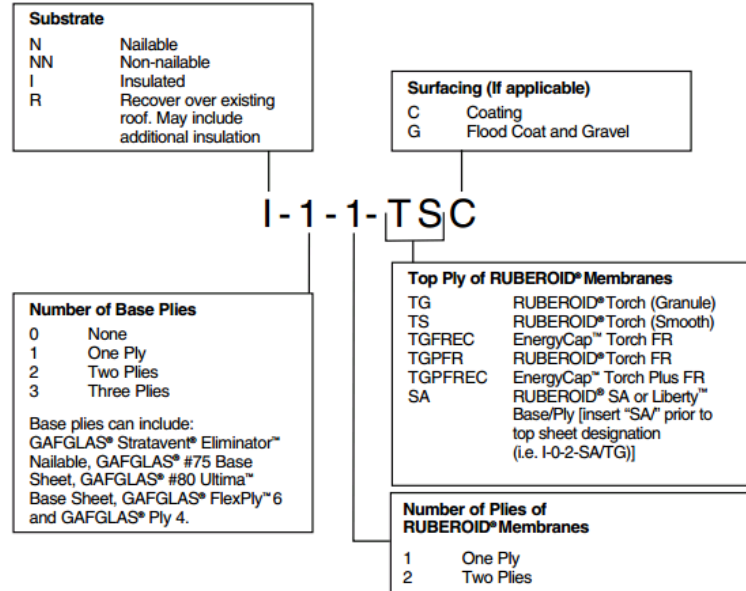 Substrate
N Nailable
NN Non-nailable
I Insulated
R Recover over existing
roof. May include
additional insulation
Surfacing (If applicable)
C Coating
G Flood Coat and Gravel
I - 1 - 1- T S C
Number of Base Plies
0 None
1 One Ply
2 Two Plies
3 Three Plies
Base plies can include:
GAFGLAS® Stratavent® Eliminator™
Nailable, GAFGLAS® #75 Base
Sheet, GAFGLAS® #80 Ultima™
Base Sheet, GAFGLAS® FlexPly™ 6
and GAFGLAS® Ply 4.
Top Ply of RUBEROID® Membranes
TG RUBEROID® Torch (Granule)
TS RUBEROID® Torch (Smooth)
TGFREC EnergyCap™ Torch FR
TGPFR RUBEROID® Torch FR
TGPFREC EnergyCap™ Torch Plus FR
SA RUBEROID® SA or Liberty™
Base/Ply [insert “SA/” prior to
top sheet designation
(i.e. I-0-2-SA/TG)]
Number of Plies of
RUBEROID® Membranes
1 One Ply
2 Two Plies